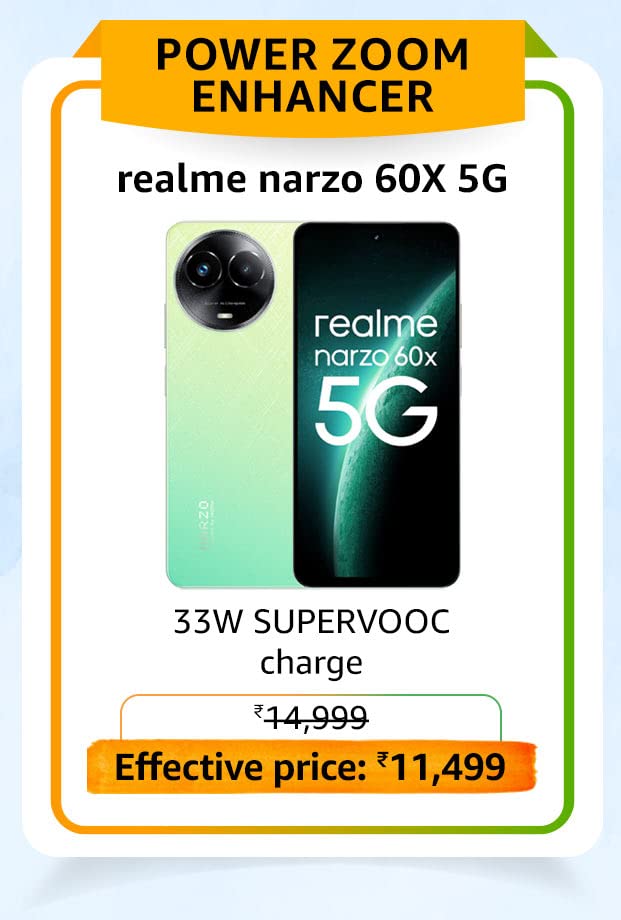 POWER ZOOM
ENHANCER
realme narzo 60X 5G
realme
narzo 60x
5G
NARZO
33W SUPERVOOC
charge
₹14,999
Effective price: ₹11,499